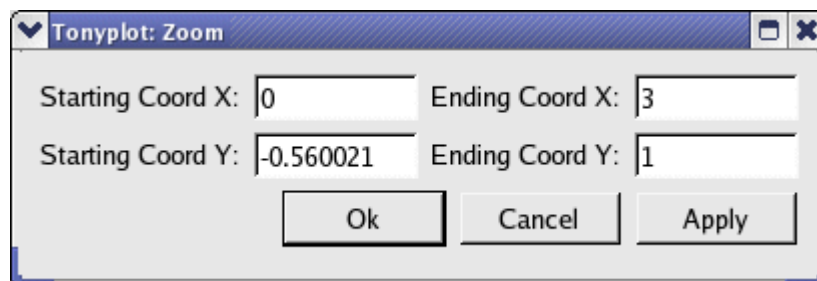 Tonyplot: Zoom
Starting Coord X: 0 Ending Coord X: 3
Starting Coord Y: -0.560021 Ending Coord Y: 1
Ok Cancel Apply